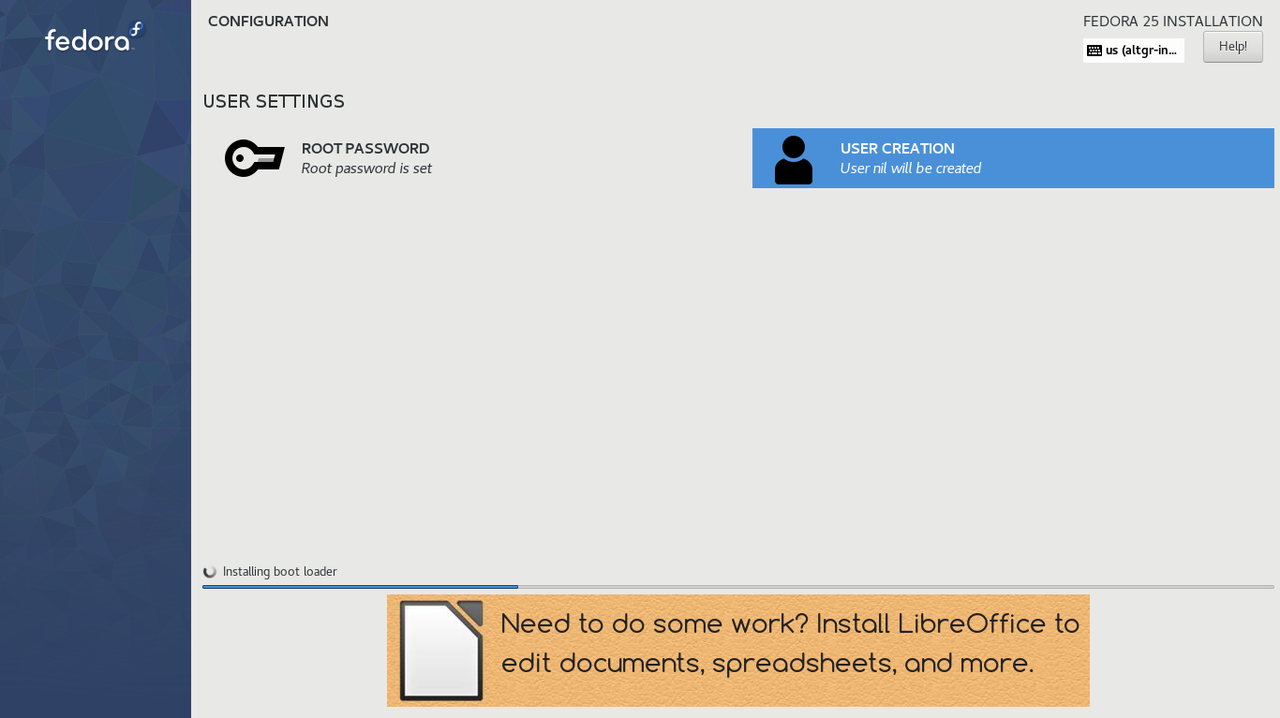 fedora
CONFIGURATION
FEDORA 25 INSTALLATION
us (altgr-in...
Help!
USER SETTINGS
ROOT PASSWORD
Root password is set
USER CREATION
User nil will be created
Installing boot loader
Need to do some work? Install LibreOffice to
edit documents, spreadsheets, and more.